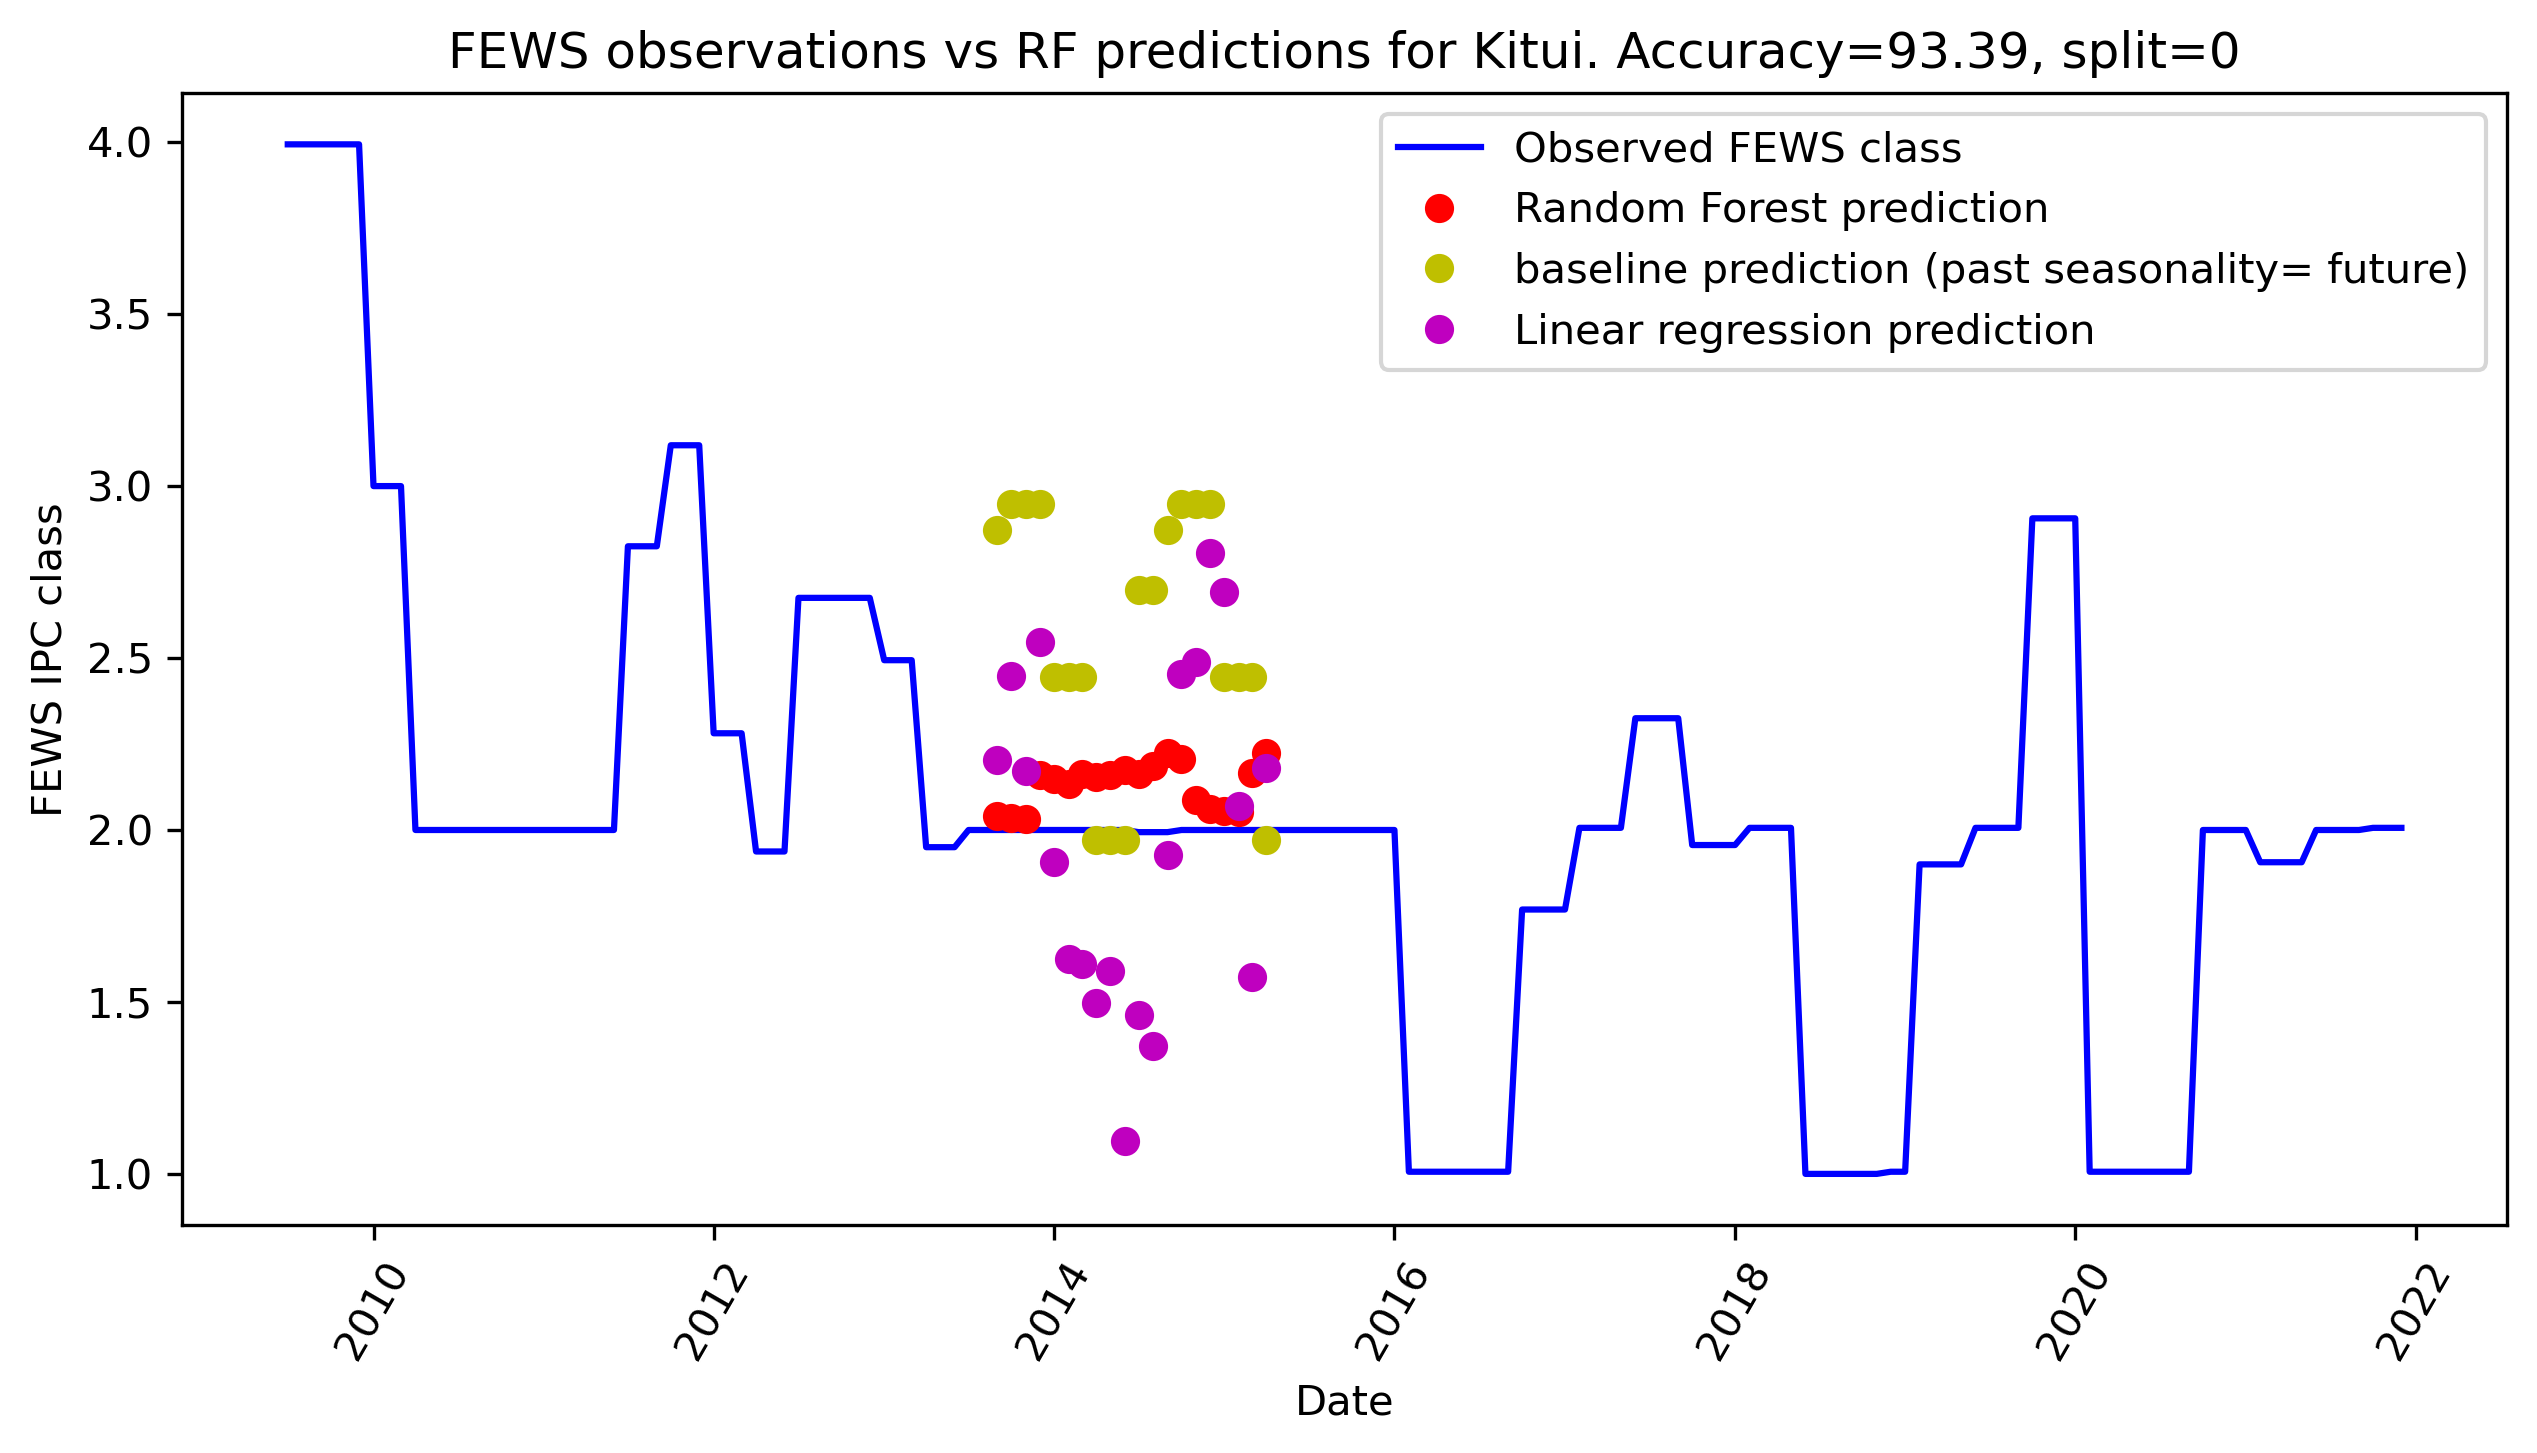 FEWS observations vs RF predictions for Kitui. Accuracy=93.39, split=0
Observed FEWS class
Random Forest prediction
baseline prediction (past seasonality= future)
Linear regression prediction
FEWS IPC class
4.0
3.5
3.0
2.5
2.0
1.5
1.0
2010
2012
2014
2016
2018
2020
2022
Date